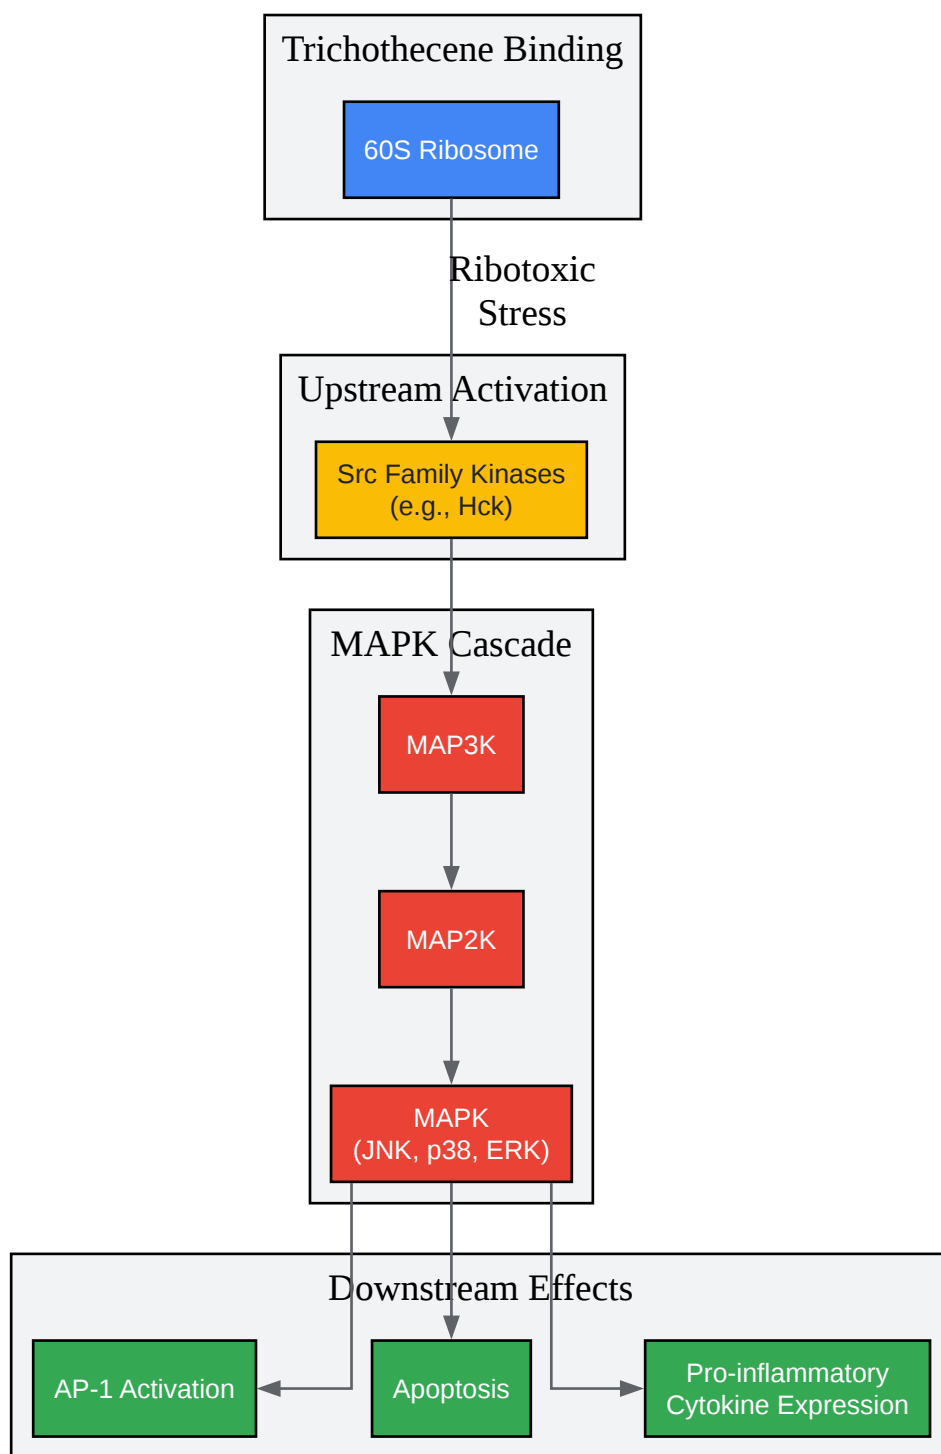 Trichothecene Binding
60S Ribosome
Ribotoxic
Stress
Upstream Activation
Src Family Kinases
(e.g., Hck)
MAPK Cascade
MAP3K
MAP2K
MAPK
(JNK, p38, ERK)
Downstream Effects
AP-1 Activation
Apoptosis
Pro-inflammatory
Cytokine Expression